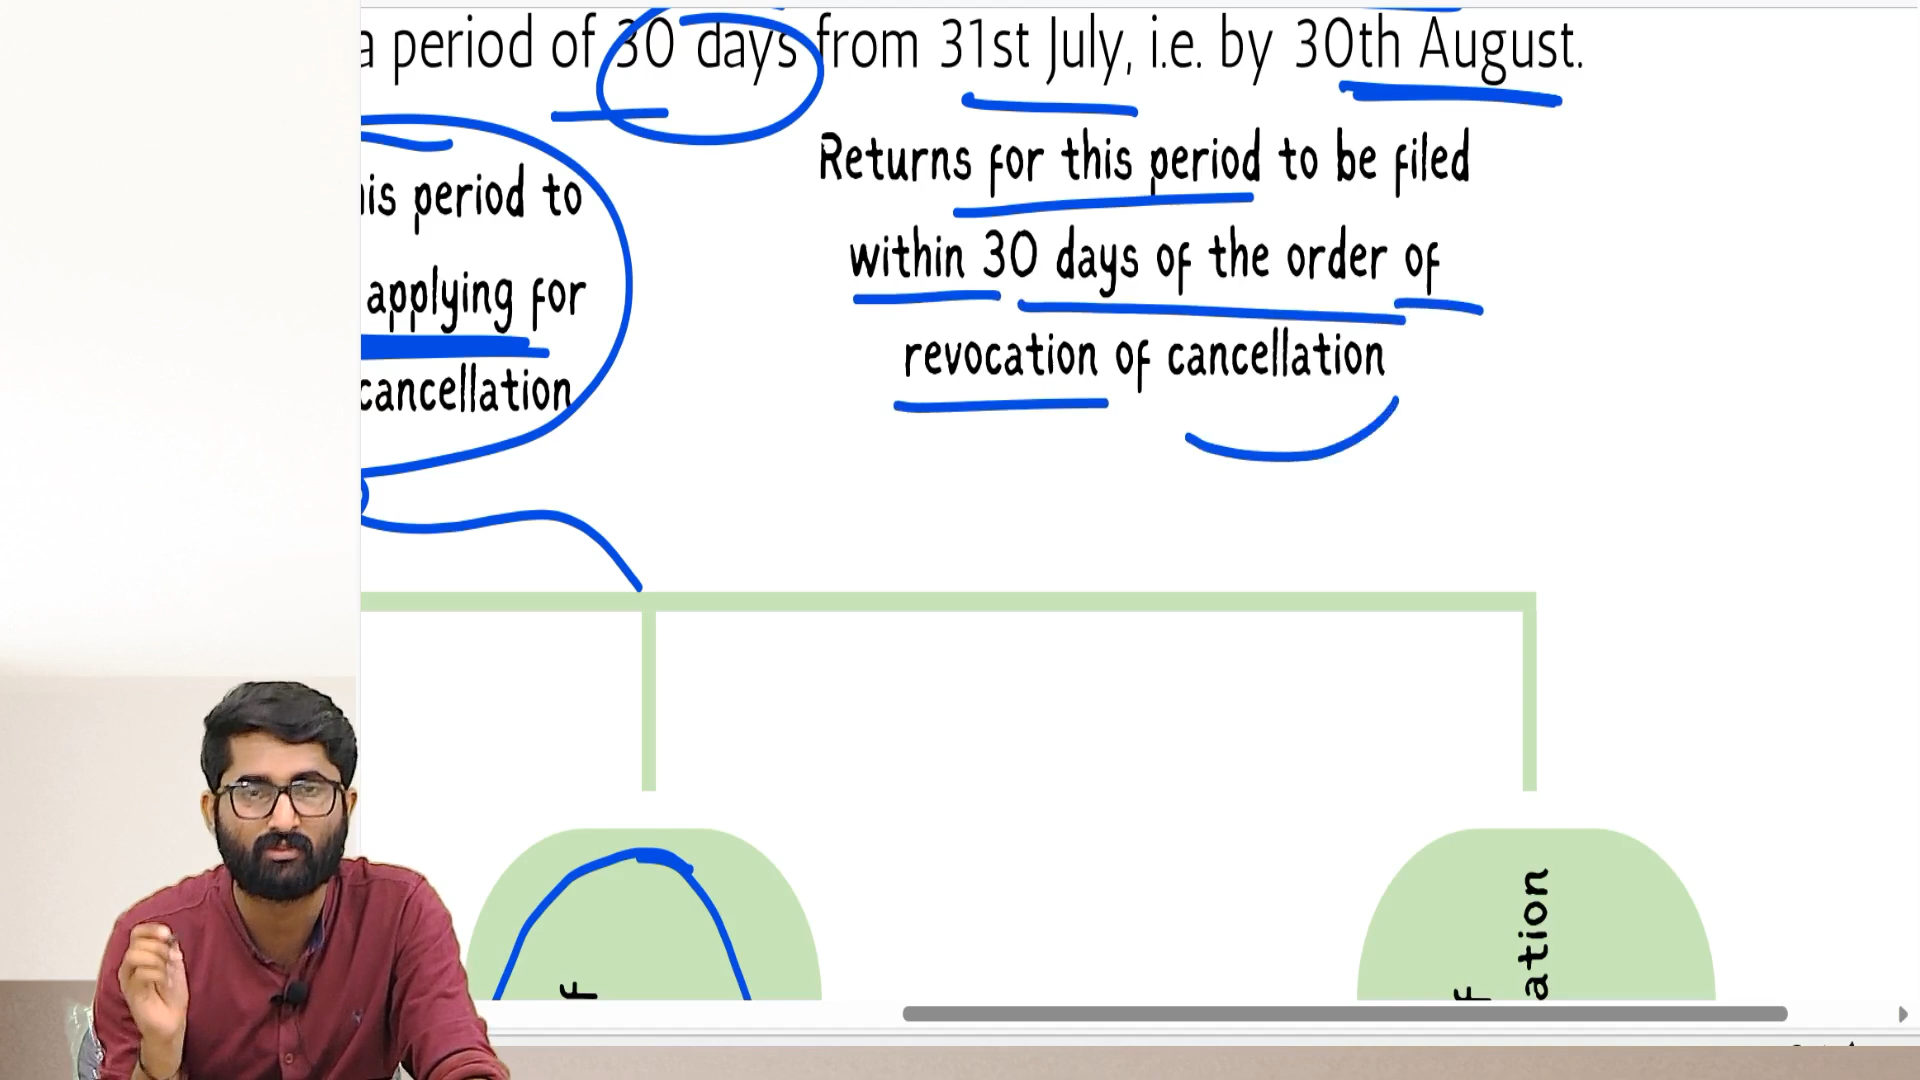 a period of 30 days from 31st July, i.e. by 30th August.
Returns for this period to be filed
within 30 days of the order of
revocation of cancellation
his period to
applying for
cancellation
f
f
ation